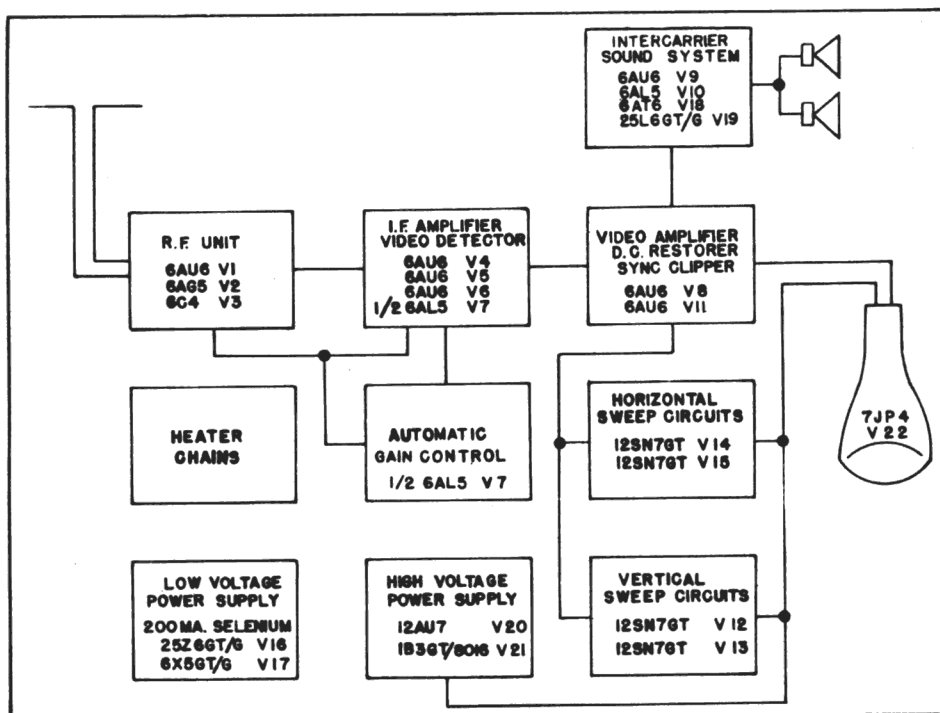 INTERCARRIER
SOUND SYSTEM
6AU6 V9
6AL5 V10
6AT6 V18
25L6GT/G V19
R.F. UNIT
6AU6 V1
6AG5 V2
6C4 V3
I.F. AMPLIFIER
VIDEO DETECTOR
6AU6 V4
6AU6 V5
6AU6 V6
1/2 6AL5 V7
VIDEO AMPLIFIER
D.C. RESTORER
SYNC CLIPPER
6AU6 V8
6AU6 V11
7JP4
V22
HEATER
CHAINS
AUTOMATIC
GAIN CONTROL
1/2 6AL5 V7
HORIZONTAL
SWEEP CIRCUITS
12SN7GT V14
12SN7GT V15
LOW VOLTAGE
POWER SUPPLY
200MA. SELENIUM
25Z6GT/G V16
6X5GT/G V17
HIGH VOLTAGE
POWER SUPPLY
12AU7 V20
1B3GT/8016 V21
VERTICAL
SWEEP CIRCUITS
12SN7GT V12
12SN7GT V13